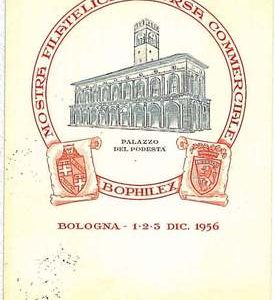 MOSTRA FILATELICA BORSA COMMERCIALE
PALAZZO
DEL PODESTÀ
BOPHILEX
BOLOGNA - 1-2-3 DIC. 1956